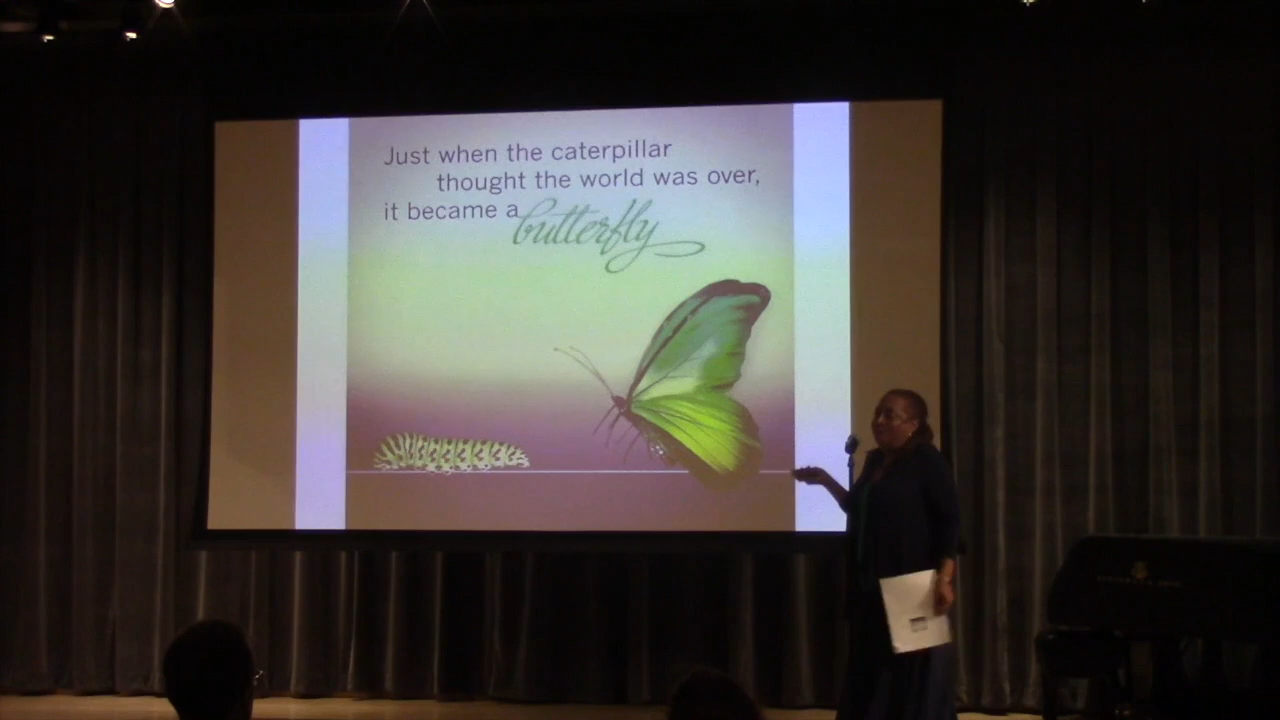 Just when the caterpillar
thought the world was over,
it became a butterfly